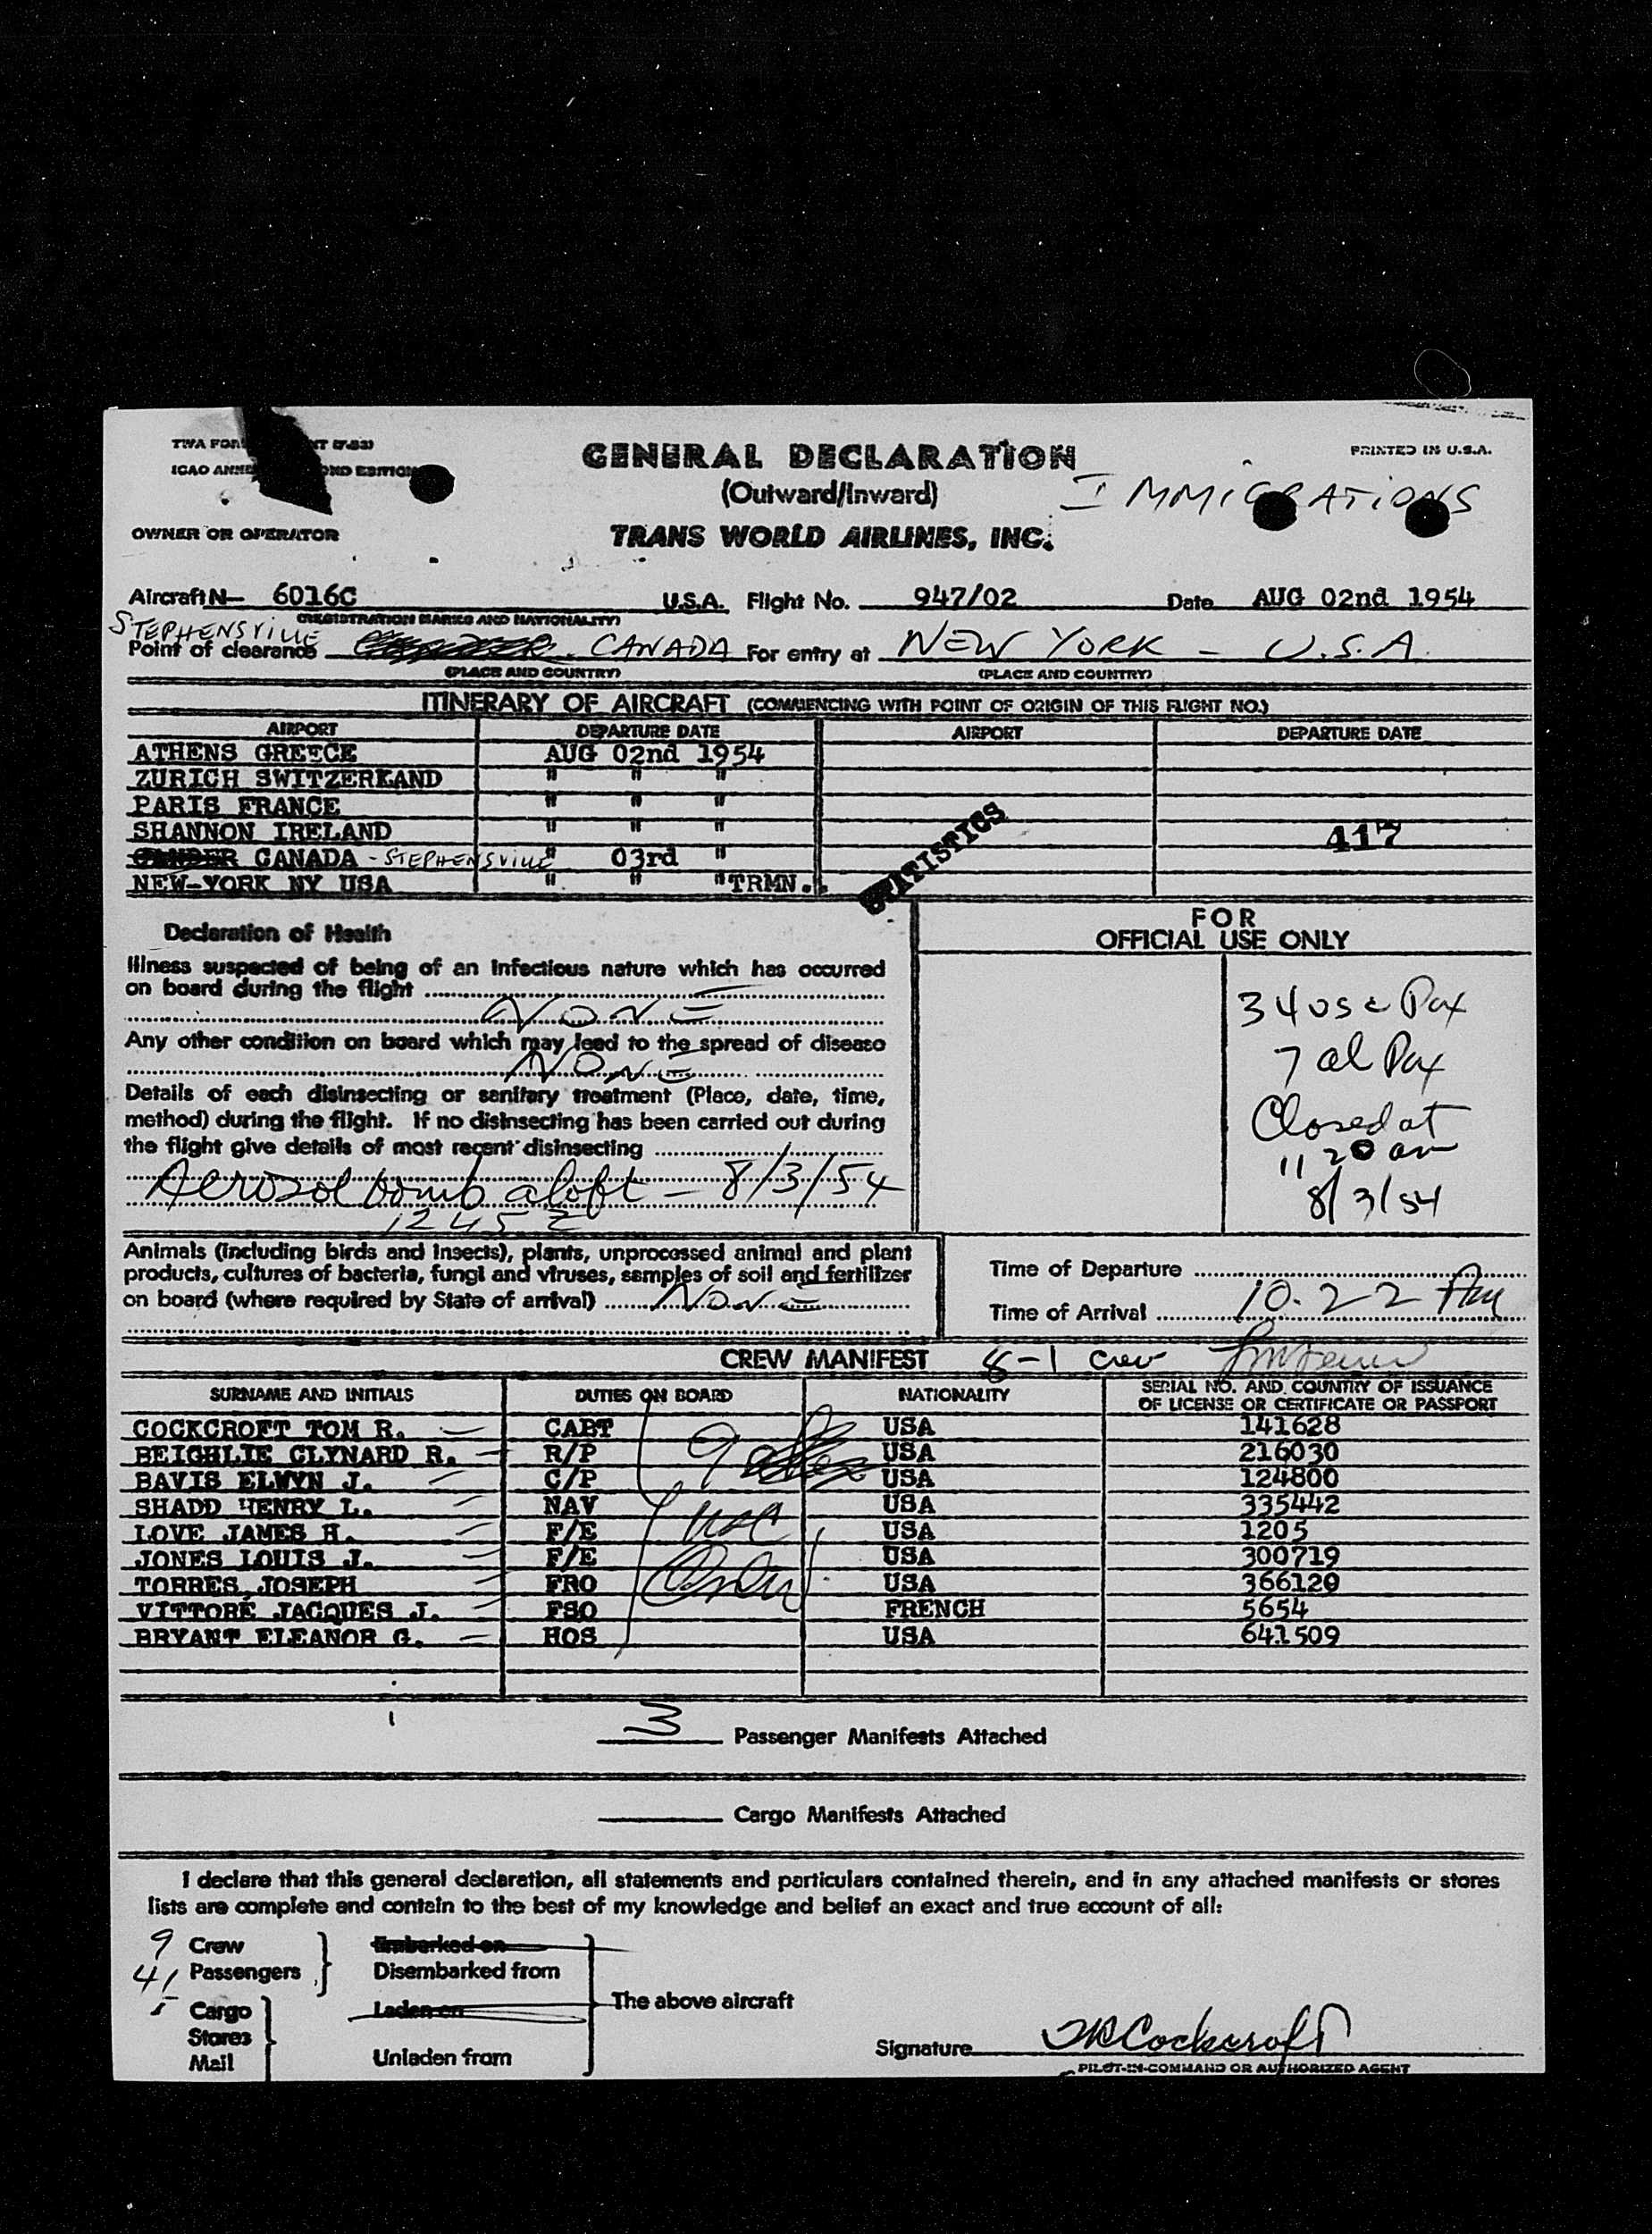 PRINTED IN U.S.A.
GENERAL DECLARATION
(Outward/Inward)
IMMIGRATIONS
OWNER OR OPERATOR
TRANS WORLD AIRLINES, INC.
Aircraft N— 6016C U.S.A. Flight No. 947/02 Date AUG 02nd 1954
(REGISTRATION MARKS AND NATIONALITY)
STEPHENSVILLE
Point of clearance CANADA For entry at NEW YORK - U.S.A.
(PLACE AND COUNTRY) (PLACE AND COUNTRY)
ITINERARY OF AIRCRAFT (COMMENCING WITH POINT OF ORIGIN OF THIS FLIGHT NO.)
AIRPORT DEPARTURE DATE AIRPORT DEPARTURE DATE
ATHENS GREECE AUG 02nd 1954
ZURICH SWITZERLAND " " "
PARIS FRANCE " " "
SHANNON IRELAND " " " 417
GANDER CANADA - STEPHENSVILLE " 03rd "
NEW-YORK NY USA " " " TRMN.
STATISTICS
Declaration of Health
FOR
OFFICIAL USE ONLY
Illness suspected of being of an infectious nature which has occurred
on board during the flight
NONE
Any other condition on board which may lead to the spread of disease
NONE
Details of each disinsecting or sanitary treatment (Place, date, time,
method) during the flight. If no disinsecting has been carried out during
the flight give details of most recent disinsecting
Aerosol bomb aloft - 8/3/54
1245 Z
34 usc Pax
7 al Pax
Closed at
11 20 am
8/3/54
Animals (including birds and insects), plants, unprocessed animal and plant
products, cultures of bacteria, fungi and viruses, samples of soil and fertilizer
on board (where required by State of arrival) NONE
Time of Departure
Time of Arrival 10.22 Am
CREW MANIFEST 8-1 crew
SURNAME AND INITIALS DUTIES ON BOARD NATIONALITY SERIAL NO. AND COUNTRY OF ISSUANCE
OF LICENSE OR CERTIFICATE OR PASSPORT
COCKCROFT TOM R. CAPT USA 141628
BEIGHLIE CLYNARD R. R/P USA 216030
BAVIS ELWYN J. C/P USA 124800
SHADD HENRY L. NAV USA 335442
LOVE JAMES H. F/E USA 1205
JONES LOUIS J. F/E USA 300719
TORRES JOSEPH FRO USA 366120
VITTORE JACQUES J. FSO FRENCH 5654
BRYANT ELEANOR G. HOS USA 641509
3 Passenger Manifests Attached
Cargo Manifests Attached
I declare that this general declaration, all statements and particulars contained therein, and in any attached manifests or stores
lists are complete and contain to the best of my knowledge and belief an exact and true account of all:
9 Crew Embarked on
41 Passengers Disembarked from
Cargo Laden on The above aircraft
Stores
Mail Unladen from
Signature TR Cockcroft
PILOT-IN-COMMAND OR AUTHORIZED AGENT